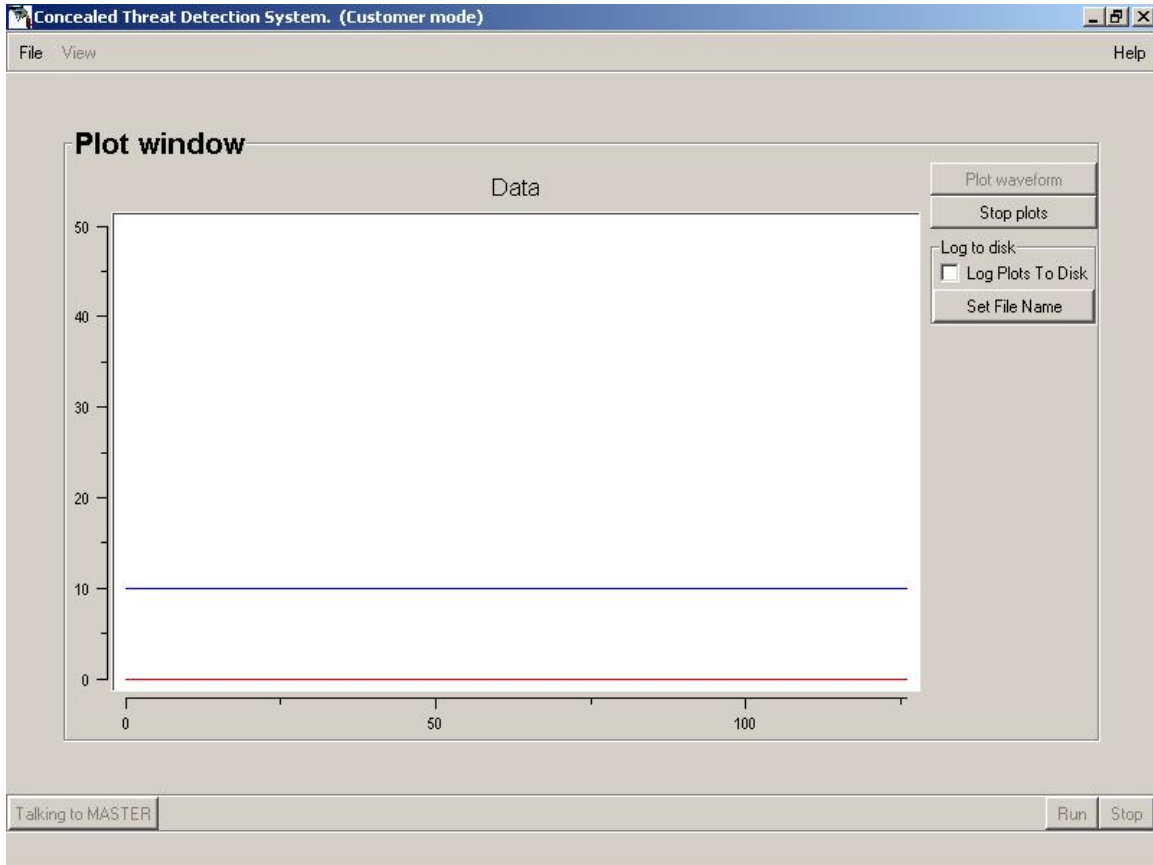 Concealed Threat Detection System. (Customer mode)
File View Help
Plot window
Data
Plot waveform
Stop plots
Log to disk
Log Plots To Disk
Set File Name
50
40
30
20
10
0
0 50 100
Talking to MASTER Run Stop